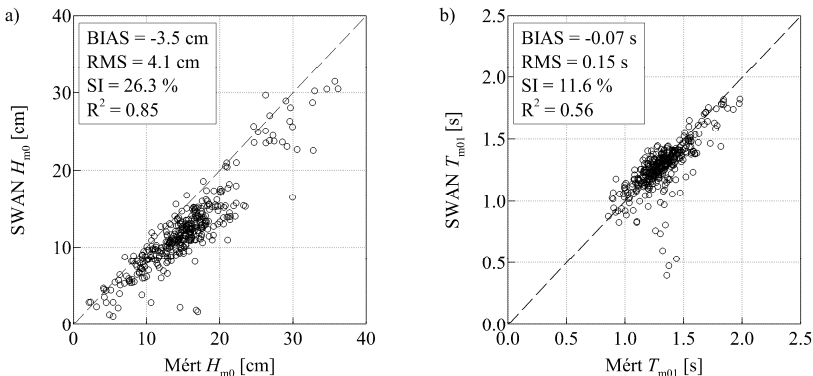 a)
BIAS = -3.5 cm
RMS = 4.1 cm
SI = 26.3 %
R² = 0.85
SWAN Hm0 [cm]
40
30
20
10
0
0 10 20 30 40
Mért Hm0 [cm]
b)
BIAS = -0.07 s
RMS = 0.15 s
SI = 11.6 %
R² = 0.56
SWAN Tm01 [s]
2.5
2.0
1.5
1.0
0.5
0.0
0.0 0.5 1.0 1.5 2.0 2.5
Mért Tm01 [s]